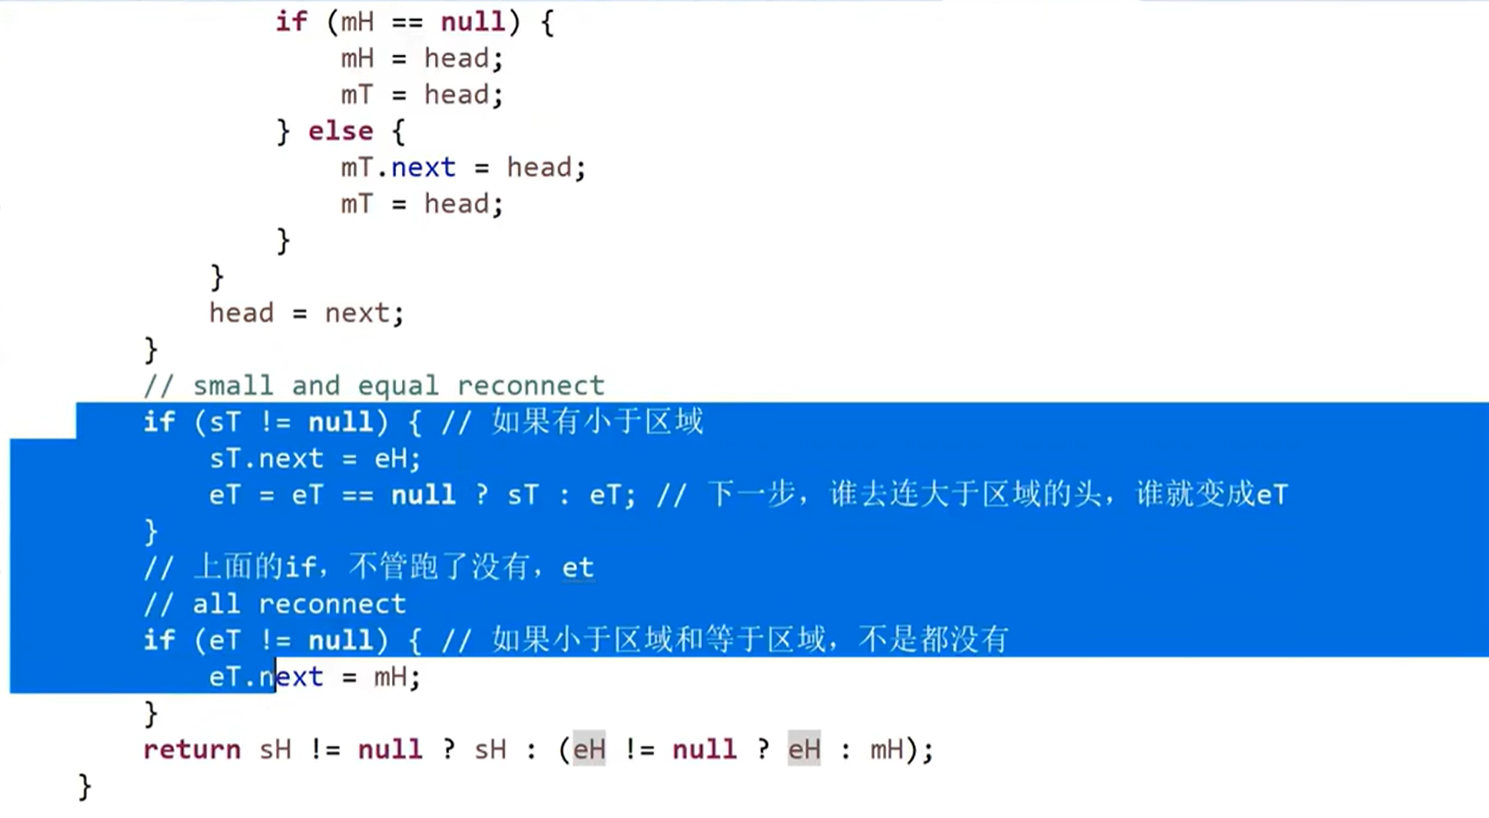 if (mH == null) {
mH = head;
mT = head;
} else {
mT.next = head;
mT = head;
}
}
head = next;
}
// small and equal reconnect
if (sT != null) { // 如果有小于区域
sT.next = eH;
eT = eT == null ? sT : eT; // 下一步，谁去连大于区域的头，谁就变成eT
}
// 上面的if，不管跑了没有，et
// all reconnect
if (eT != null) { // 如果小于区域和等于区域，不是都没有
eT.next = mH;
}
return sH != null ? sH : (eH != null ? eH : mH);
}